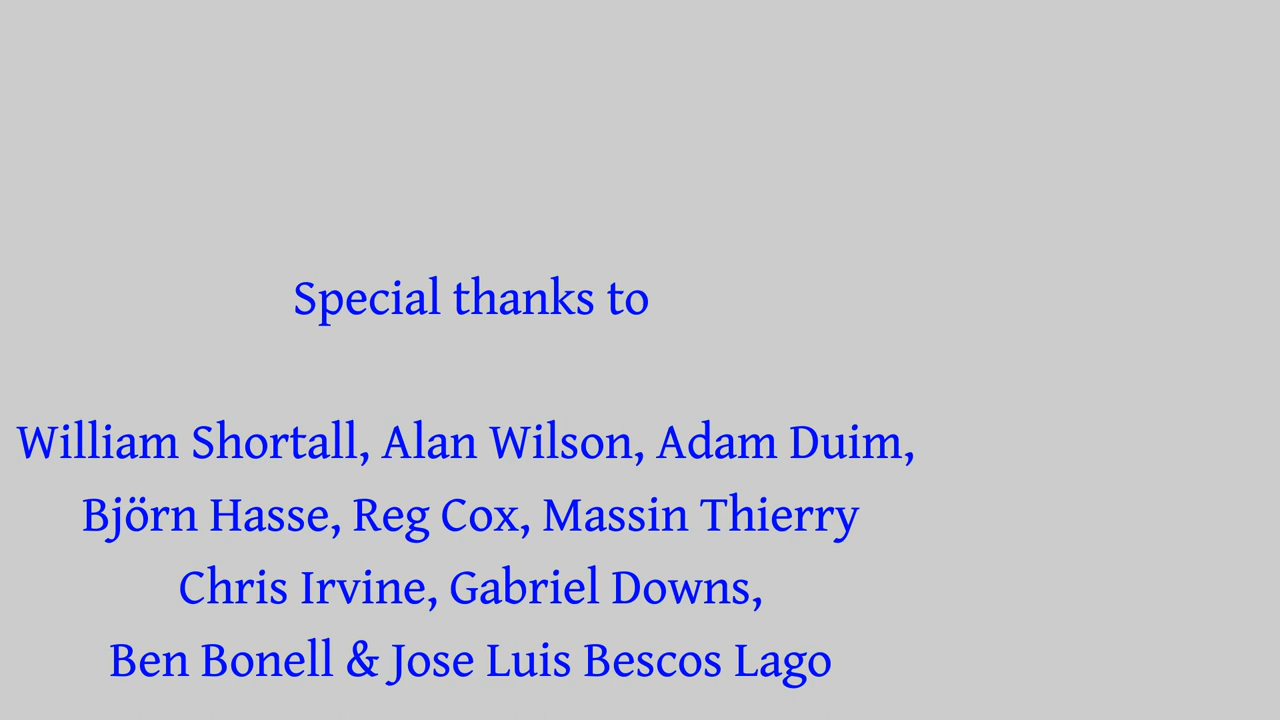 Special thanks to
William Shortall, Alan Wilson, Adam Duim,
Björn Hasse, Reg Cox, Massin Thierry
Chris Irvine, Gabriel Downs,
Ben Bonell & Jose Luis Bescos Lago